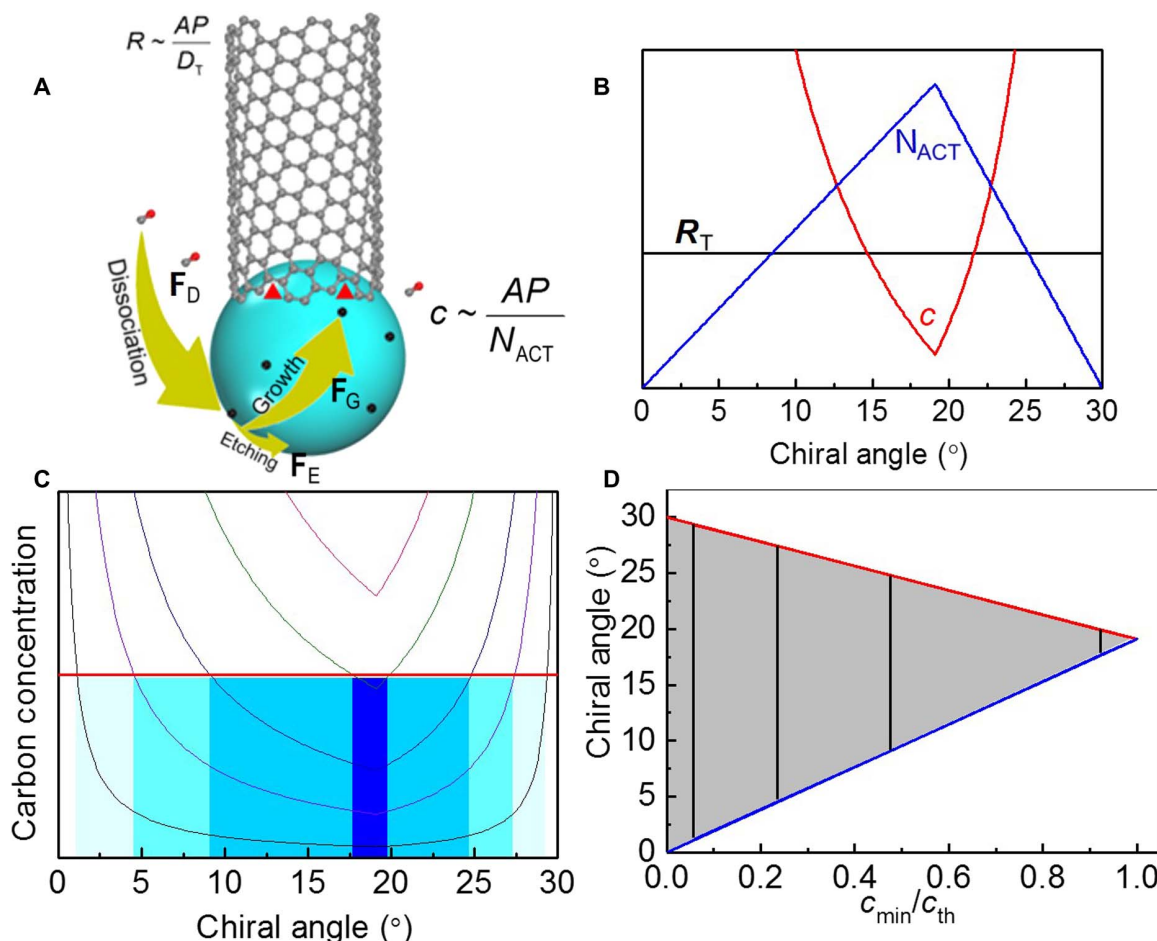 A
R ~ AP/D_T
Dissociation
F_D
Growth
F_G
Etching
F_E
c ~ AP/N_ACT
B
N_ACT
R_T
c
0 5 10 15 20 25 30
Chiral angle (°)
C
Carbon concentration
0 5 10 15 20 25 30
Chiral angle (°)
D
Chiral angle (°)
30
25
20
15
10
5
0
0.0 0.2 0.4 0.6 0.8 1.0
c_min/c_th